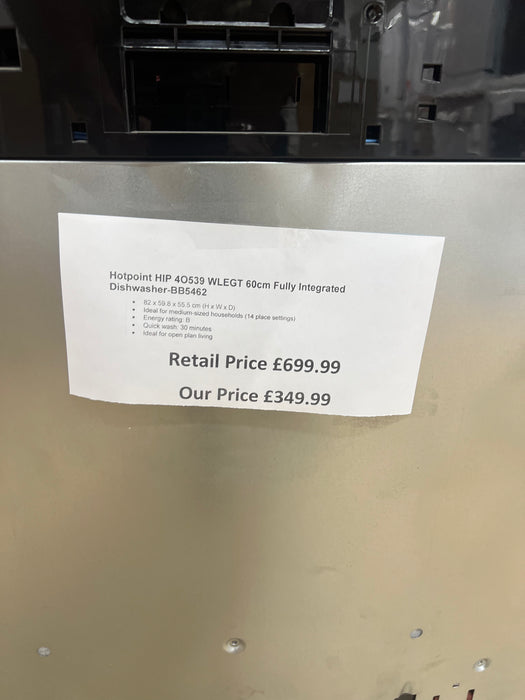 Hotpoint HIP 4O539 WLEGT 60cm Fully Integrated
Dishwasher-BB5462
• 82 x 59.8 x 55.5 cm (H x W x D)
• Ideal for medium-sized households (14 place settings)
• Energy rating: B
• Quick wash: 30 minutes
• Ideal for open plan living
Retail Price £699.99
Our Price £349.99